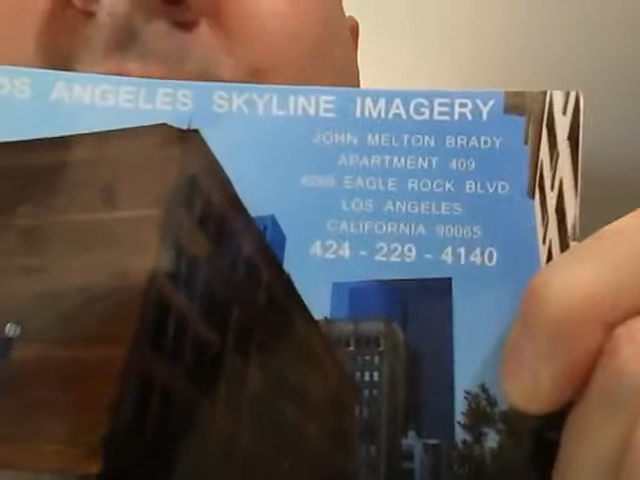 OS ANGELES SKYLINE IMAGERY
JOHN MELTON BRADY
APARTMENT 409
EAGLE ROCK BLVD
LOS ANGELES
CALIFORNIA 90065
424 - 229 - 4140